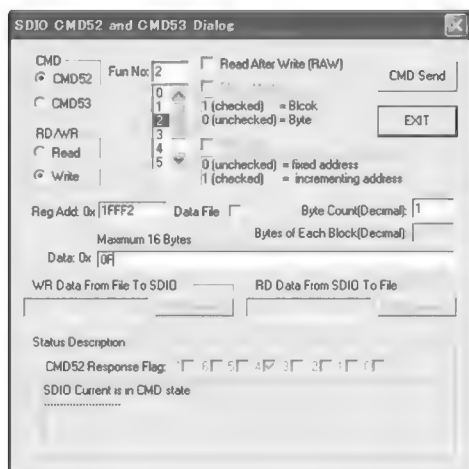 SDIO CMD52 and CMD53 Dialog
CMD
CMD52
CMD53
Fun No: 2
0
1
2
3
4
5
Read After Write (RAW)
1 (checked) = Blcok
0 (unchecked) = Byte
0 (unchecked) = fixed address
1 (checked) = incrementing address
CMD Send
EXIT
RD/WR
Read
Write
Reg Add: 0x 1FFF2
Data File
Byte Count(Decimal): 1
Maxmum 16 Bytes
Bytes of Each Block(Decimal)
Data: 0x 0F
WR Data From File To SDIO
RD Data From SDIO To File
Status Description
CMD52 Response Flag: 6 5 4 3 2 1
SDIO Current is in CMD state